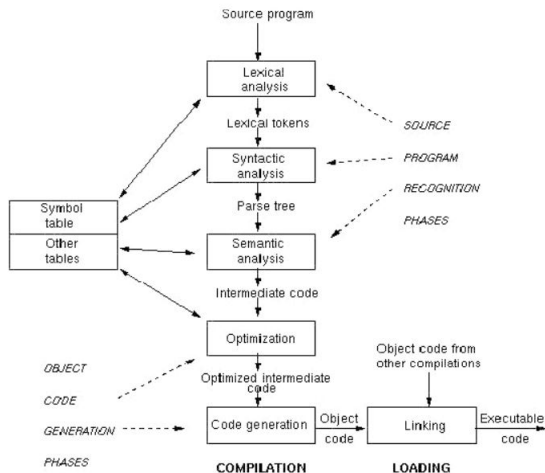 Source program
Lexical
analysis
Lexical tokens
SOURCE
Syntactic
analysis
PROGRAM
Parse tree
RECOGNITION
Symbol
table
PHASES
Other
tables
Semantic
analysis
Intermediate code
Optimization
Object code from
other compilations
OBJECT
Optimized intermediate
code
CODE
Code generation
Object
code
Linking
Executable
code
GENERATION
PHASES
COMPILATION
LOADING